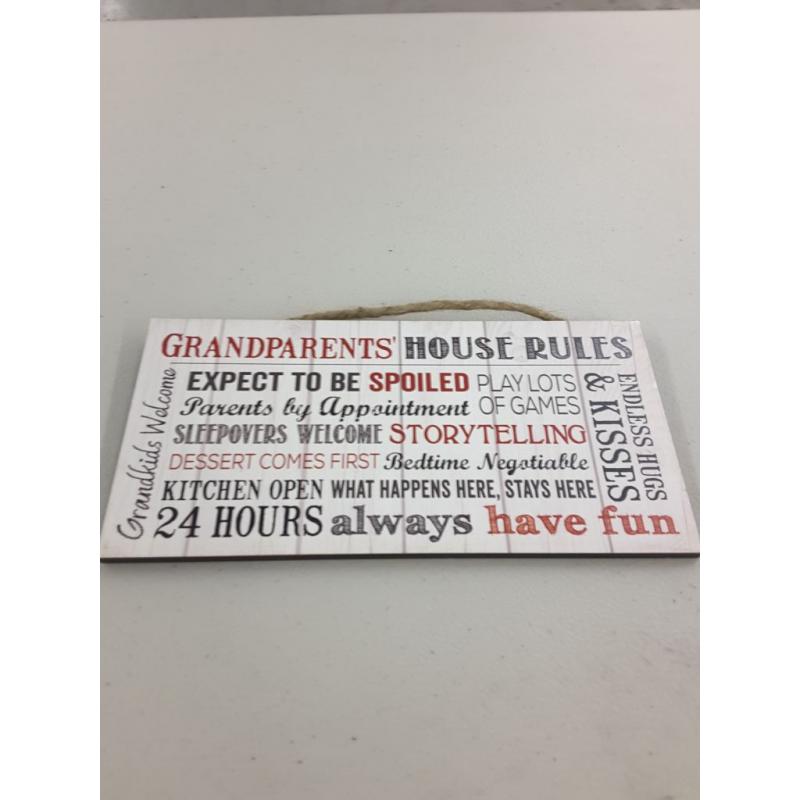 GRANDPARENTS' HOUSE RULES
Grandkids Welcome
EXPECT TO BE SPOILED PLAY LOTS
Parents by Appointment OF GAMES
SLEEPOVERS WELCOME STORYTELLING
DESSERT COMES FIRST Bedtime Negotiable
KITCHEN OPEN WHAT HAPPENS HERE, STAYS HERE
24 HOURS always have fun
ENDLESS HUGS
& KISSES